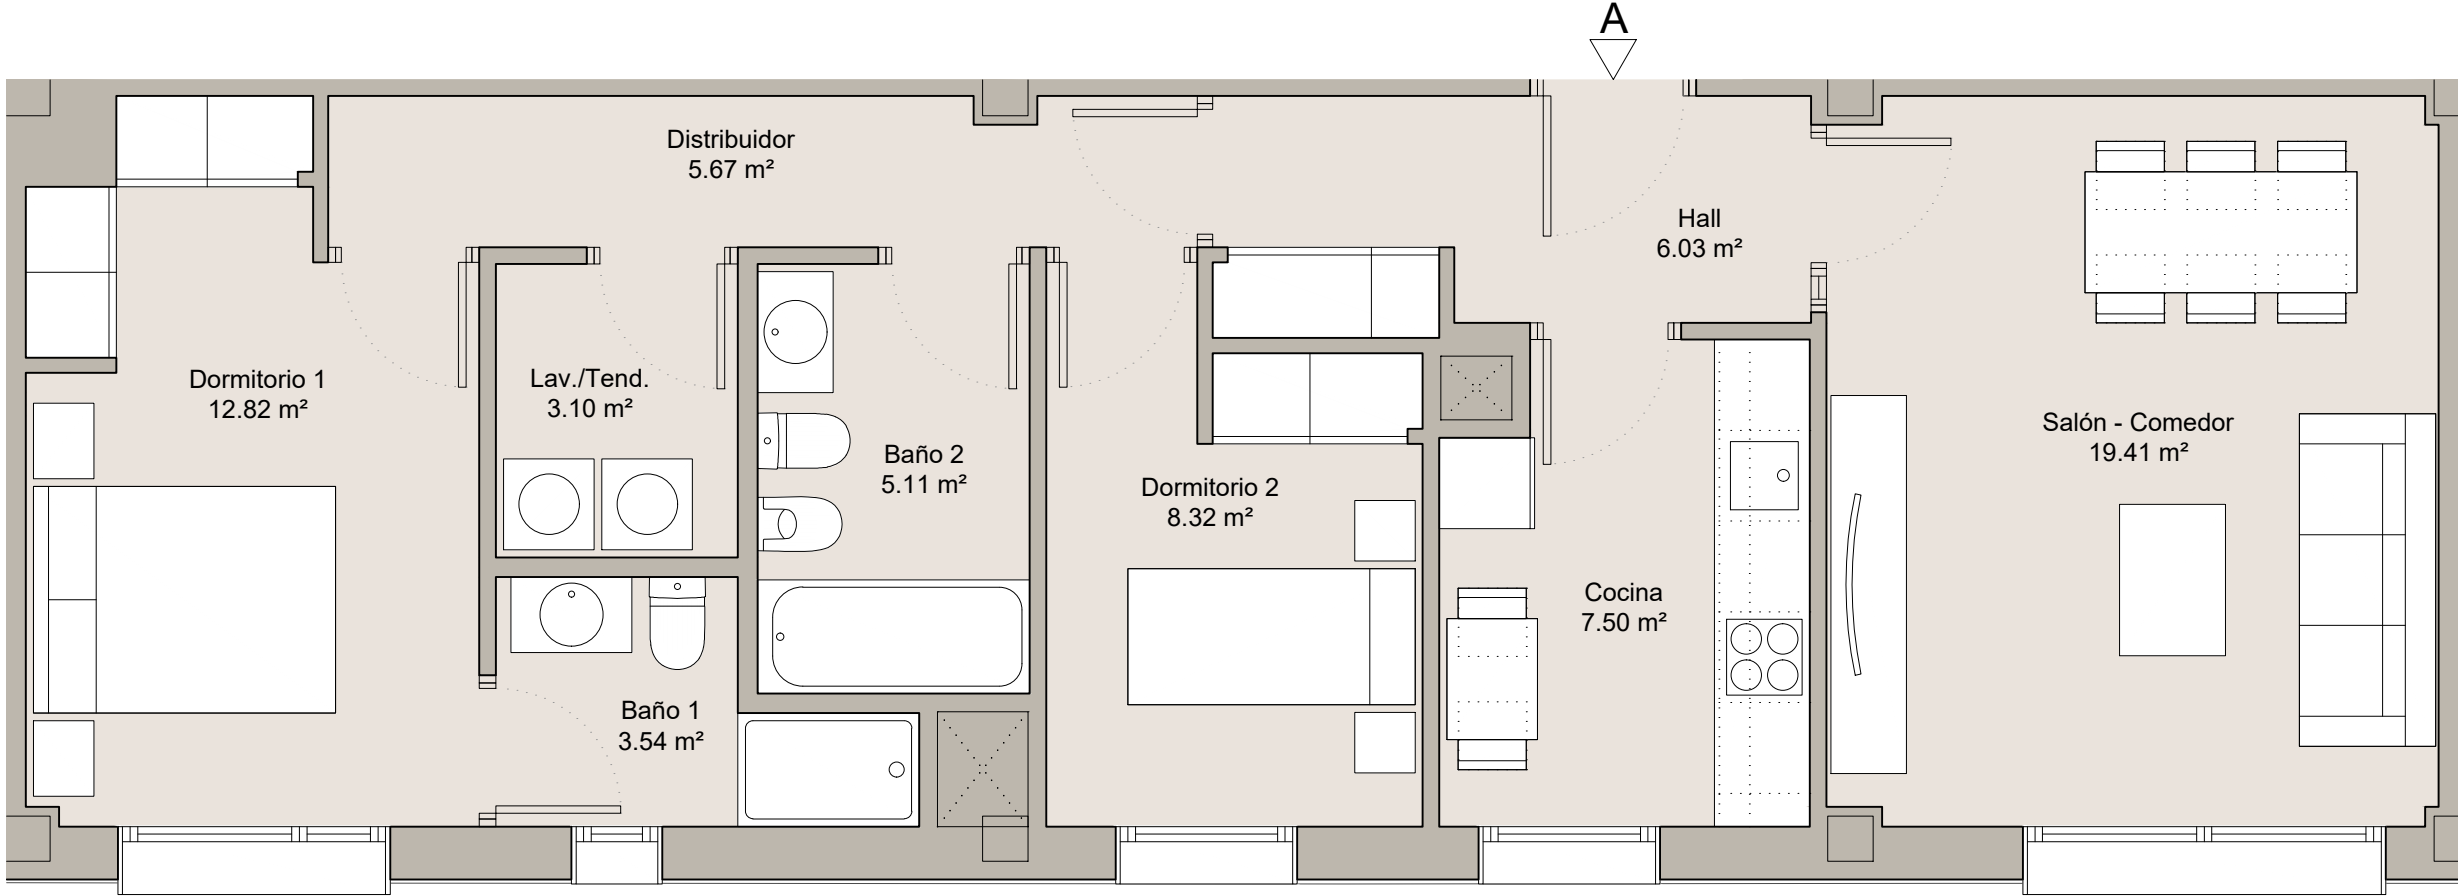 A
Distribuidor
5.67 m²
Hall
6.03 m²
Dormitorio 1
12.82 m²
Lav./Tend.
3.10 m²
Baño 2
5.11 m²
Dormitorio 2
8.32 m²
Salón - Comedor
19.41 m²
Cocina
7.50 m²
Baño 1
3.54 m²